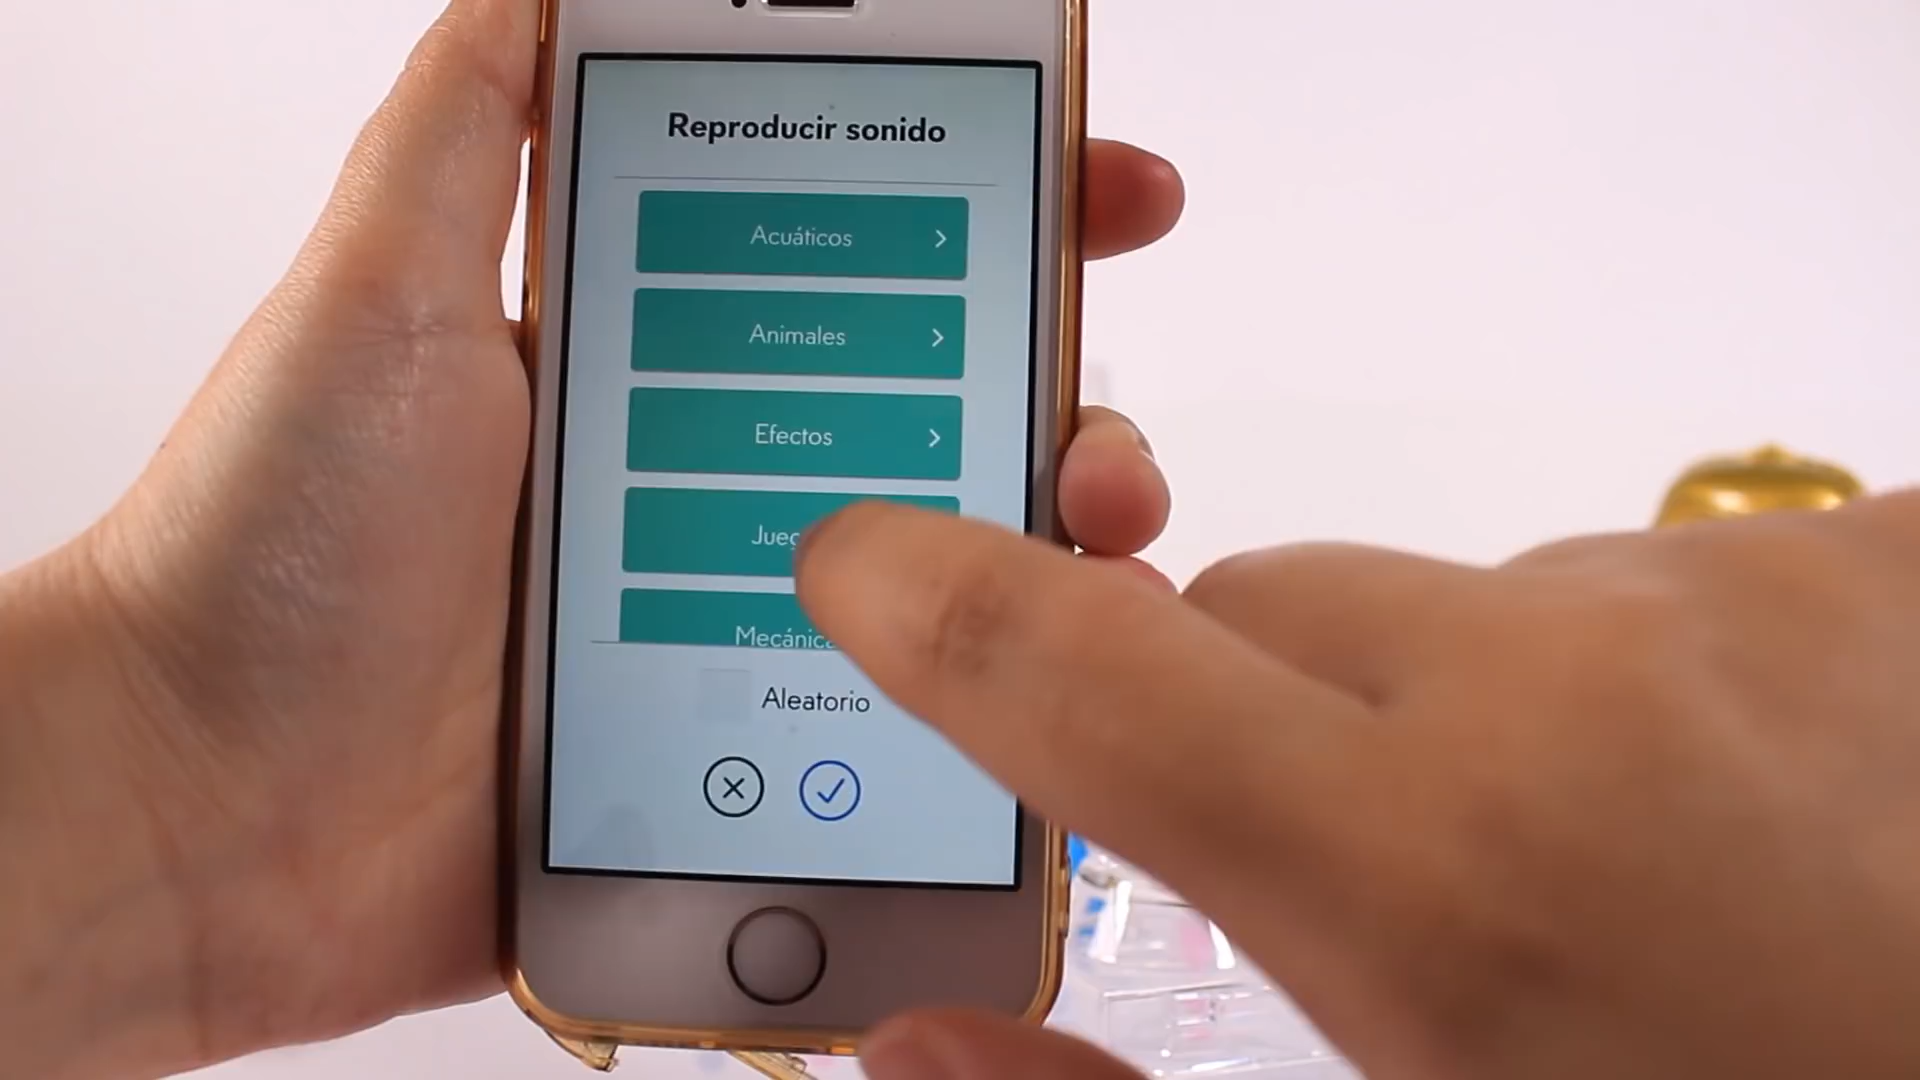 Reproducir sonido
Acuáticos
Animales
Efectos
Aleatorio